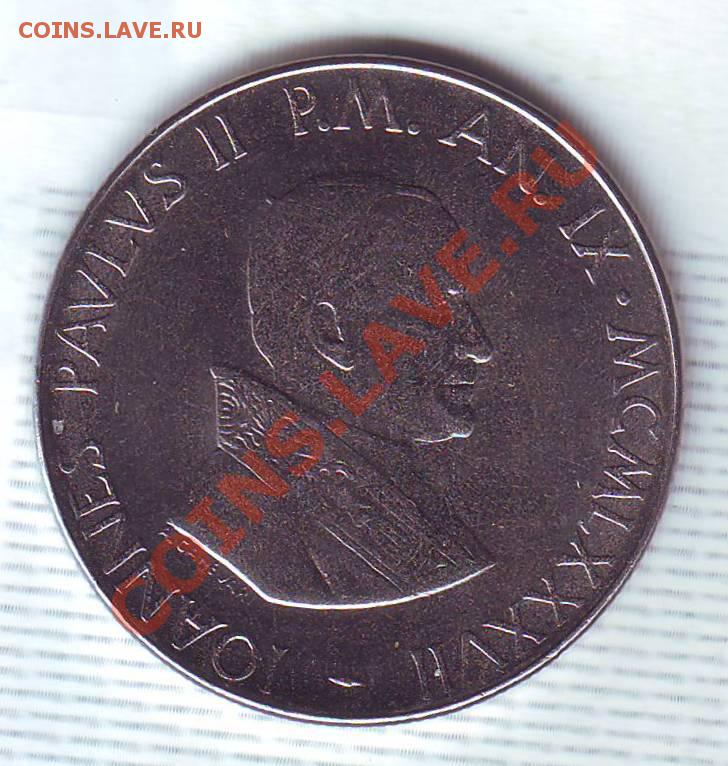 COINS.LAVE.RU
IOANNES PAVLVS II P.M. AN. IX • MCMLXXXVII
COINS.LAVE.RU